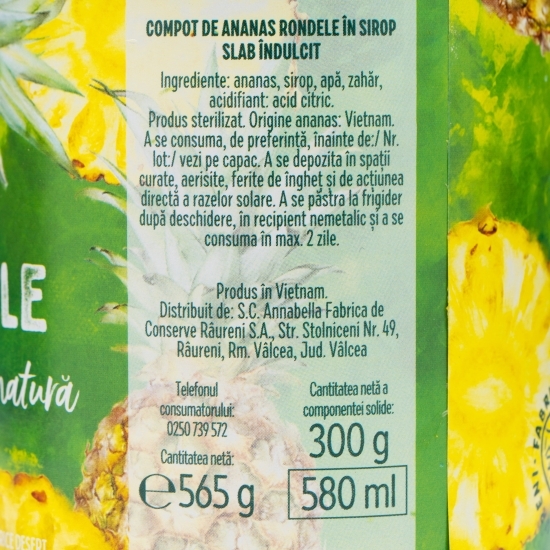 COMPOT DE ANANAS RONDELE ÎN SIROP
SLAB ÎNDULCIT
Ingrediente: ananas, sirop, apă, zahăr,
acidifiant: acid citric.
Produs sterilizat. Origine ananas: Vietnam.
A se consuma, de preferință, înainte de:/ Nr.
lot:/ vezi pe capac. A se depozita în spații
curate, aerisite, ferite de îngheț și de acțiunea
directă a razelor solare. A se păstra la frigider
după deschidere, în recipient nemetalic și a se
consuma în max. 2 zile.
Produs în Vietnam.
Distribuit de: S.C. Annabella Fabrica de
Conserve Râureni S.A., Str. Stolniceni Nr. 49,
Râureni, Rm. Vâlcea, Jud. Vâlcea
Telefonul
consumatorului:
0250 739 572
Cantitatea netă:
℮565 g
Cantitatea netă a
componentei solide:
300 g
580 ml
LE
natură
DESERT
ENI · FABR